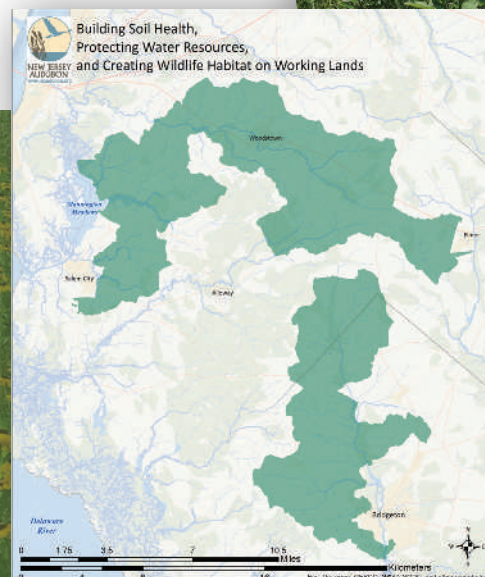 Building Soil Health,
Protecting Water Resources,
and Creating Wildlife Habitat on Working Lands
NEW JERSEY
AUDUBON
Woodstown
Mannington
Meadows
Elmer
Salem City
Alloway
Bridgeton
Delaware
River
0 1.75 3.5 7 10.5
Miles
Kilometers